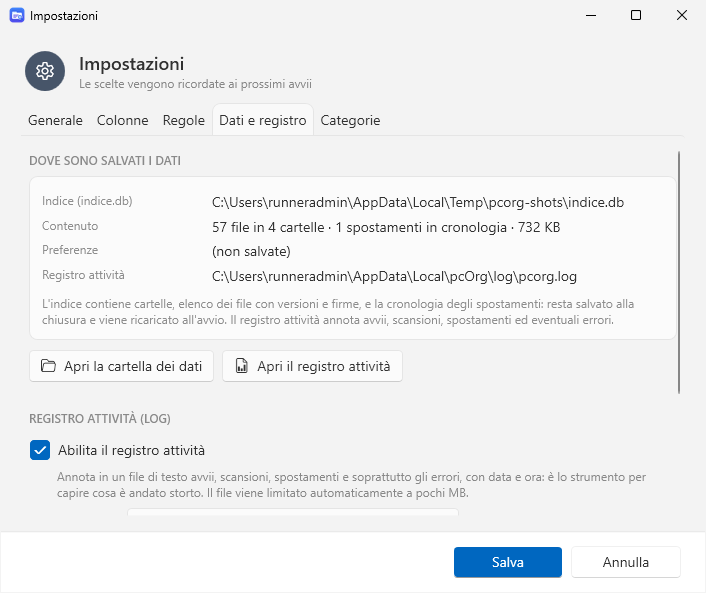 Impostazioni
Impostazioni
Le scelte vengono ricordate ai prossimi avvii
Generale Colonne Regole Dati e registro Categorie
DOVE SONO SALVATI I DATI
Indice (indice.db) C:\Users\runneradmin\AppData\Local\Temp\pcorg-shots\indice.db
Contenuto 57 file in 4 cartelle · 1 spostamenti in cronologia · 732 KB
Preferenze (non salvate)
Registro attività C:\Users\runneradmin\AppData\Local\pcOrg\log\pcorg.log
L'indice contiene cartelle, elenco dei file con versioni e firme, e la cronologia degli spostamenti: resta salvato alla
chiusura e viene ricaricato all'avvio. Il registro attività annota avvii, scansioni, spostamenti ed eventuali errori.
Apri la cartella dei dati Apri il registro attività
REGISTRO ATTIVITÀ (LOG)
Abilita il registro attività
Annota in un file di testo avvii, scansioni, spostamenti e soprattutto gli errori, con data e ora: è lo strumento per
capire cosa è andato storto. Il file viene limitato automaticamente a pochi MB.
Salva Annulla